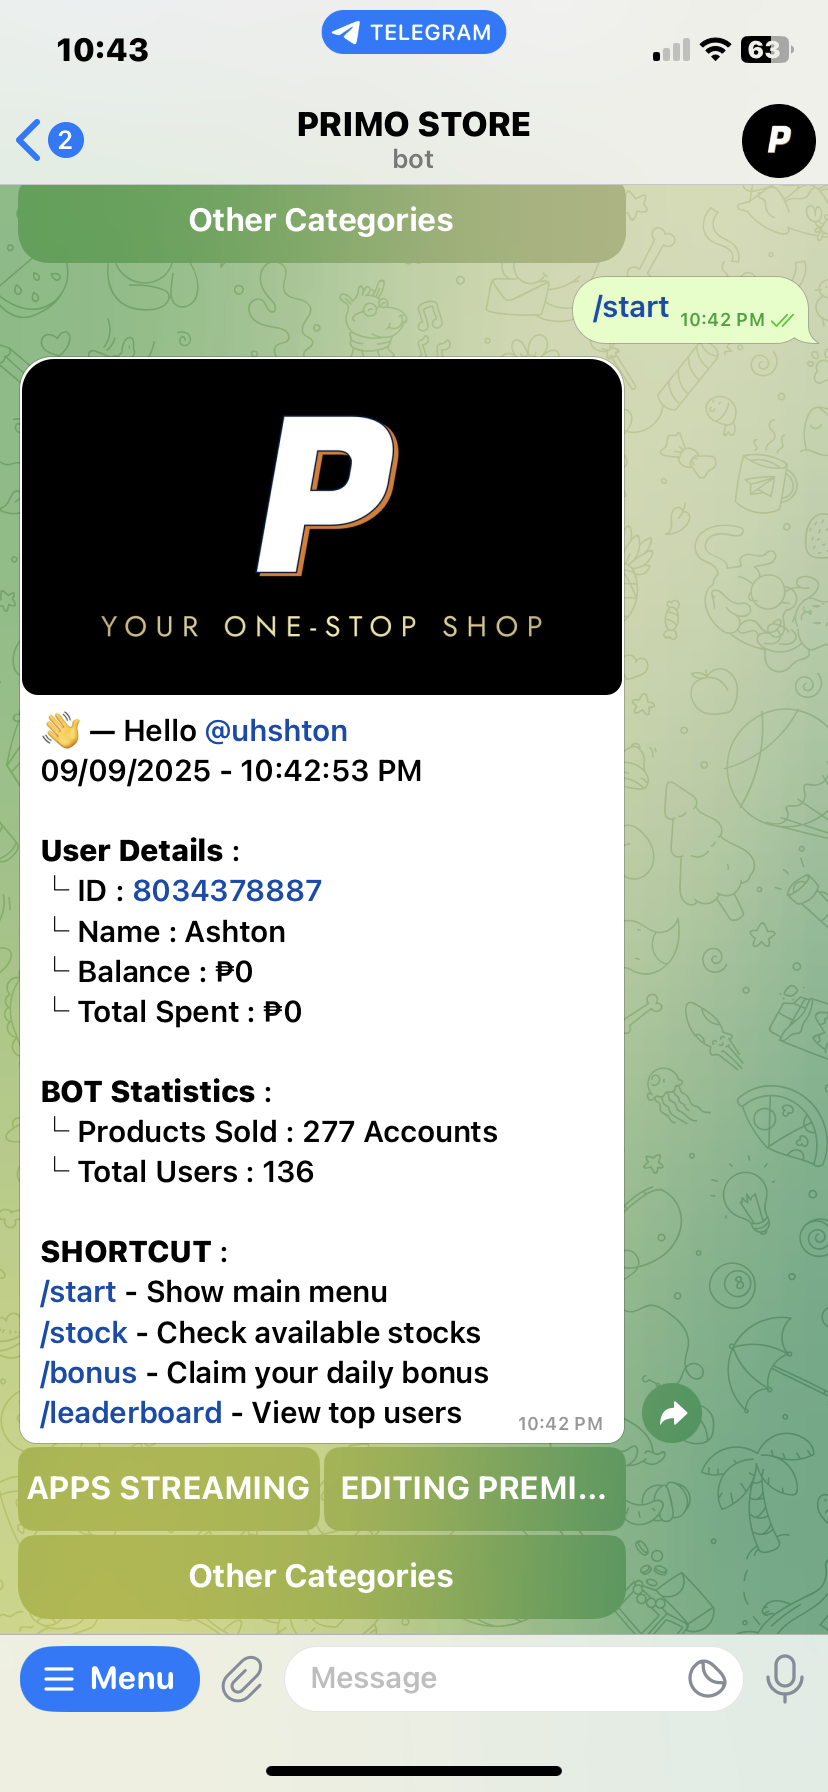 10:43
TELEGRAM
63
2
PRIMO STORE
bot
P
Other Categories
/start 10:42 PM
P
YOUR ONE-STOP SHOP
👋 — Hello @uhshton
09/09/2025 - 10:42:53 PM
User Details :
└ ID : 8034378887
└ Name : Ashton
└ Balance : ₱0
└ Total Spent : ₱0
BOT Statistics :
└ Products Sold : 277 Accounts
└ Total Users : 136
SHORTCUT :
/start - Show main menu
/stock - Check available stocks
/bonus - Claim your daily bonus
/leaderboard - View top users
10:42 PM
APPS STREAMING
EDITING PREMI...
Other Categories
Menu
Message